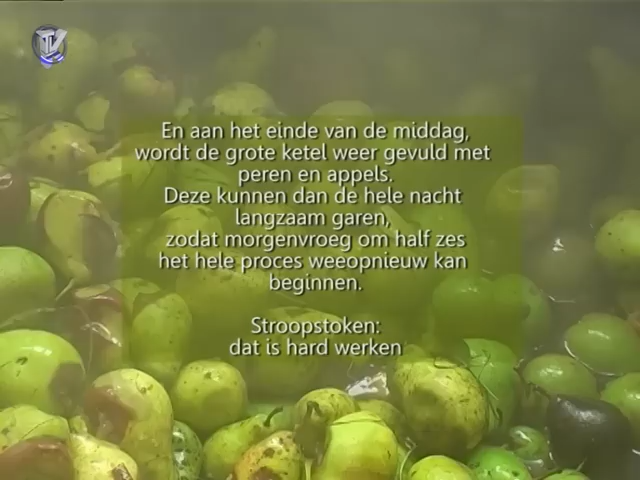 TV
En aan het einde van de middag,
wordt de grote ketel weer gevuld met
peren en appels.
Deze kunnen dan de hele nacht
langzaam garen,
zodat morgenvroeg om half zes
het hele proces weeopnieuw kan
beginnen.
Stroopstoken:
dat is hard werken